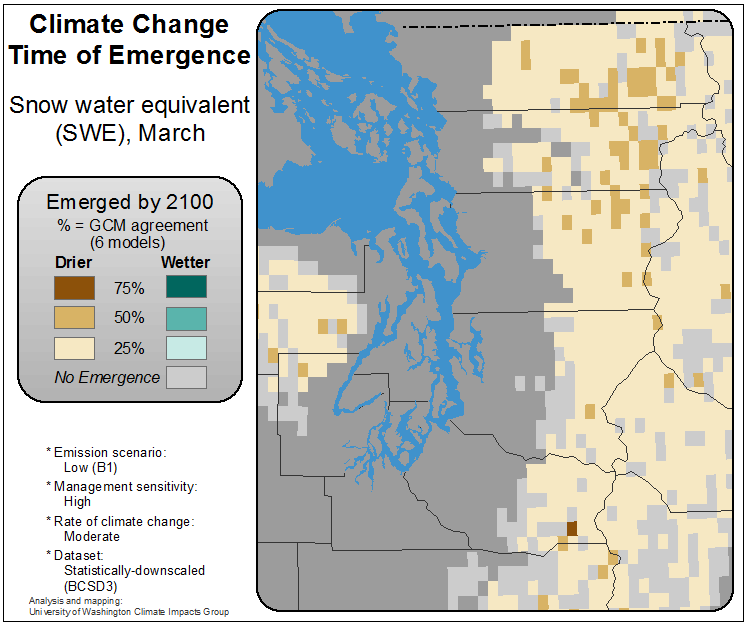 Climate Change
Time of Emergence
Snow water equivalent
(SWE), March
Emerged by 2100
% = GCM agreement
(6 models)
Drier Wetter
75%
50%
25%
No Emergence
* Emission scenario:
Low (B1)
* Management sensitivity:
High
* Rate of climate change:
Moderate
* Dataset:
Statistically-downscaled
(BCSD3)
Analysis and mapping:
University of Washington Climate Impacts Group